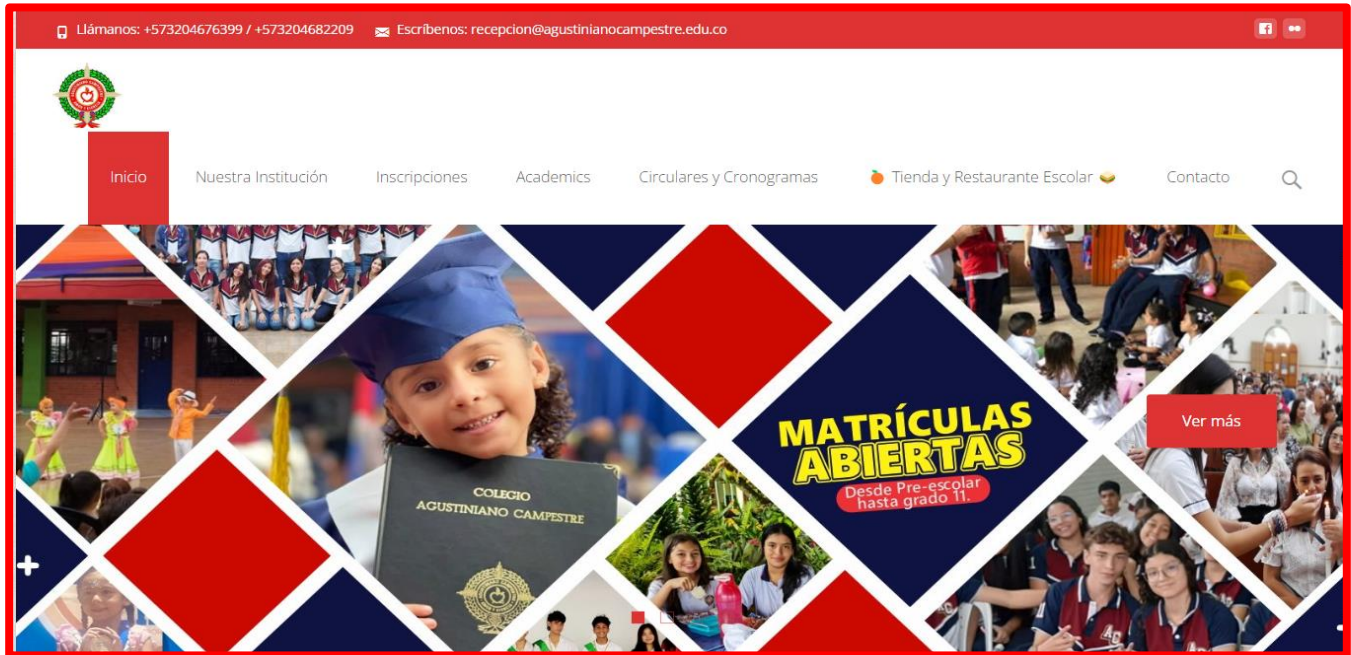 Llámanos: +573204676399 / +573204682209 Escríbenos: recepcion@agustinianocampestre.edu.co
Inicio Nuestra Institución Inscripciones Academics Circulares y Cronogramas 🍊 Tienda y Restaurante Escolar 🥪 Contacto
MATRÍCULAS
ABIERTAS
Desde Pre-escolar
hasta grado 11.
Ver más
COLEGIO
AGUSTINIANO CAMPESTRE